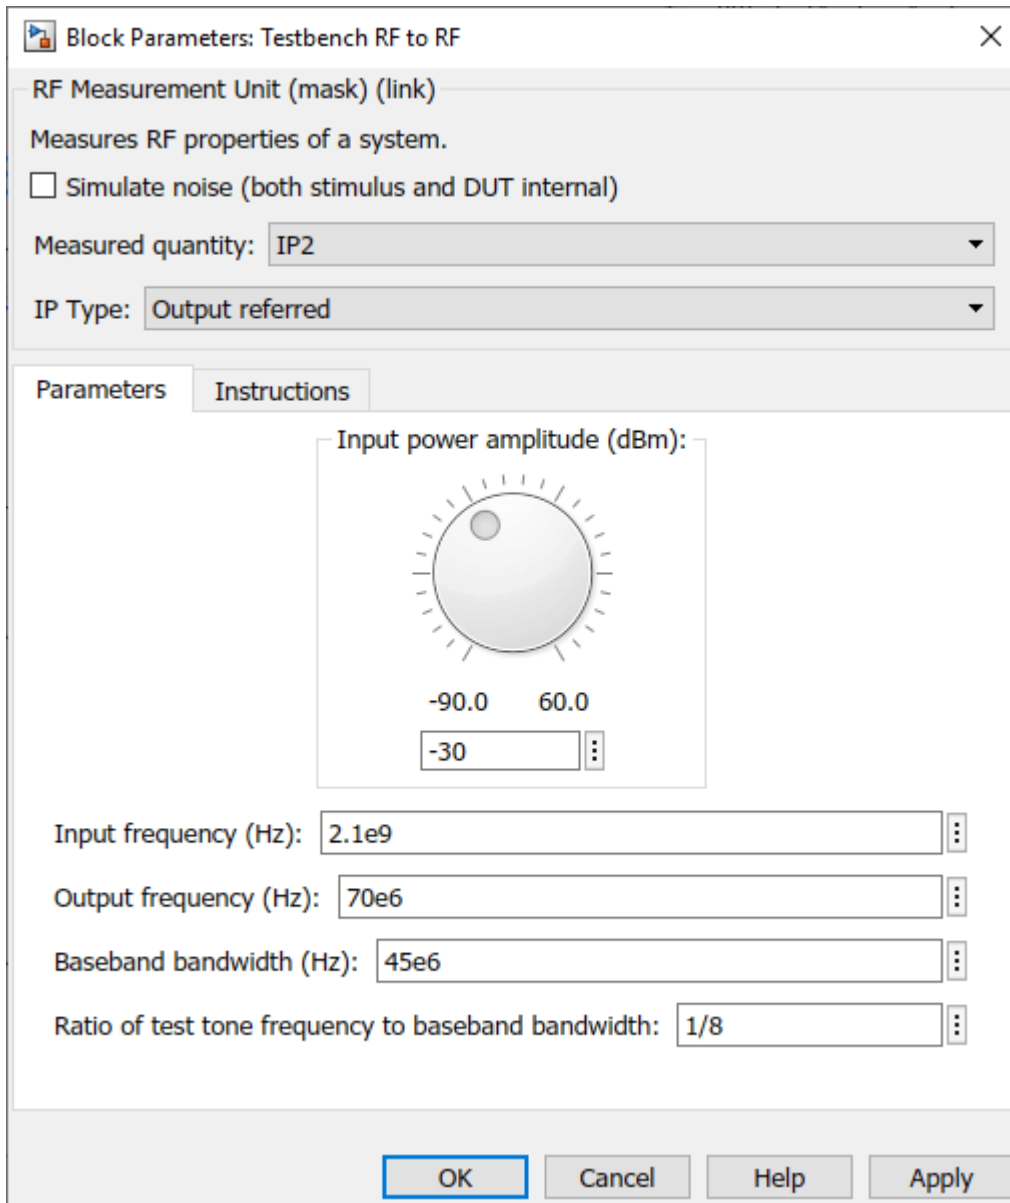 Block Parameters: Testbench RF to RF
RF Measurement Unit (mask) (link)
Measures RF properties of a system.
Simulate noise (both stimulus and DUT internal)
Measured quantity: IP2
IP Type: Output referred
Parameters Instructions
Input power amplitude (dBm):
-90.0 60.0
-30
Input frequency (Hz): 2.1e9
Output frequency (Hz): 70e6
Baseband bandwidth (Hz): 45e6
Ratio of test tone frequency to baseband bandwidth: 1/8
OK Cancel Help Apply